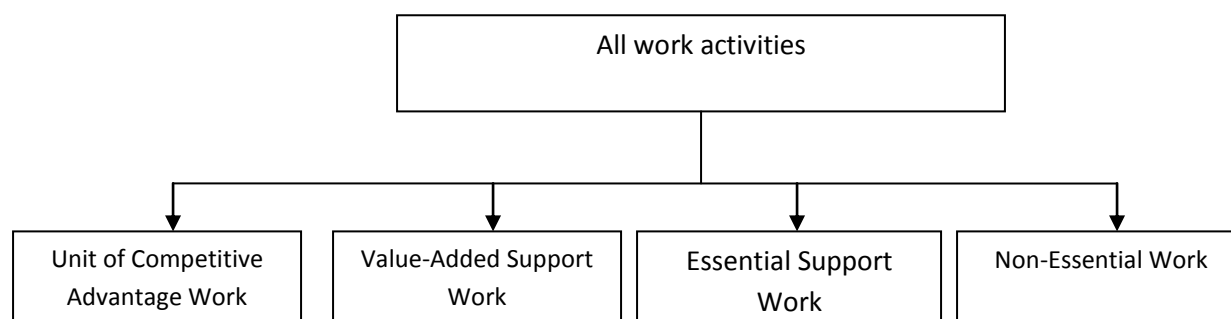 All work activities
Unit of Competitive
Advantage Work
Value-Added Support
Work
Essential Support
Work
Non-Essential Work